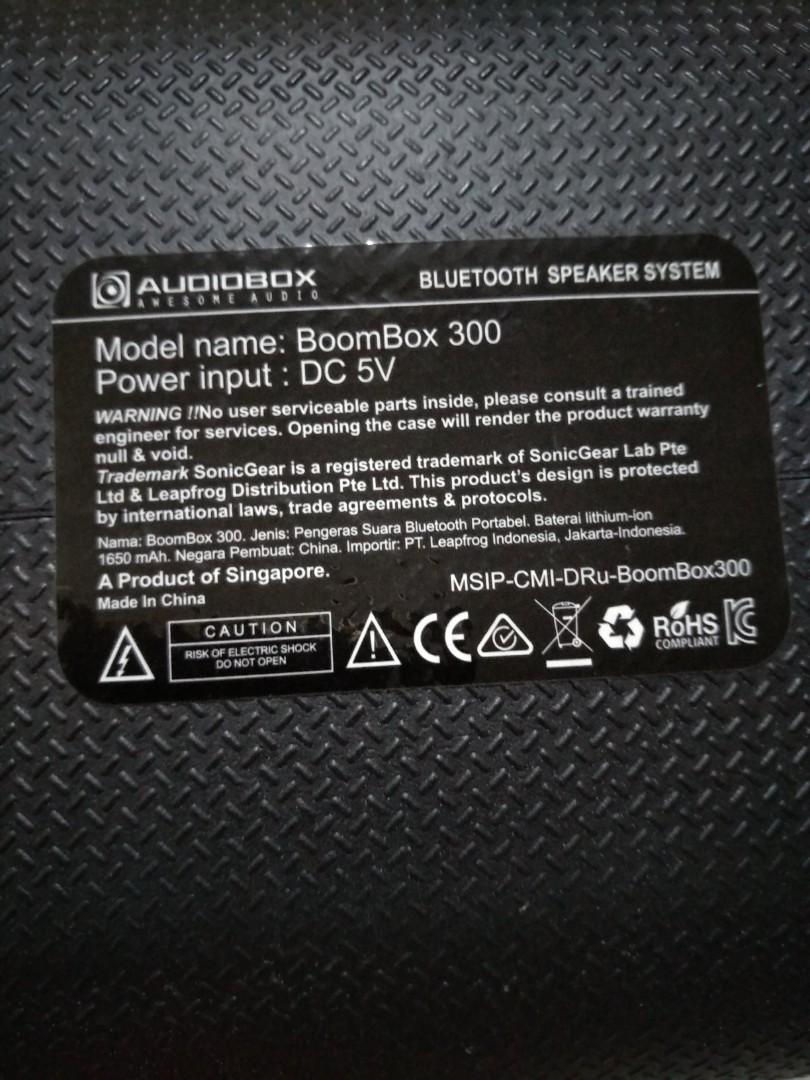 AUDIOBOX
AWESOME AUDIO
BLUETOOTH SPEAKER SYSTEM
Model name: BoomBox 300
Power input : DC 5V
WARNING !!No user serviceable parts inside, please consult a trained
engineer for services. Opening the case will render the product warranty
null & void.
Trademark SonicGear is a registered trademark of SonicGear Lab Pte
Ltd & Leapfrog Distribution Pte Ltd. This product's design is protected
by international laws, trade agreements & protocols.
Nama: BoomBox 300. Jenis: Pengeras Suara Bluetooth Portabel. Baterai lithium-ion
1650 mAh. Negara Pembuat: China. Importir: PT. Leapfrog Indonesia, Jakarta-Indonesia.
A Product of Singapore.
MSIP-CMI-DRu-BoomBox300
Made In China
CAUTION
RISK OF ELECTRIC SHOCK
DO NOT OPEN
CE
RoHS
COMPLIANT